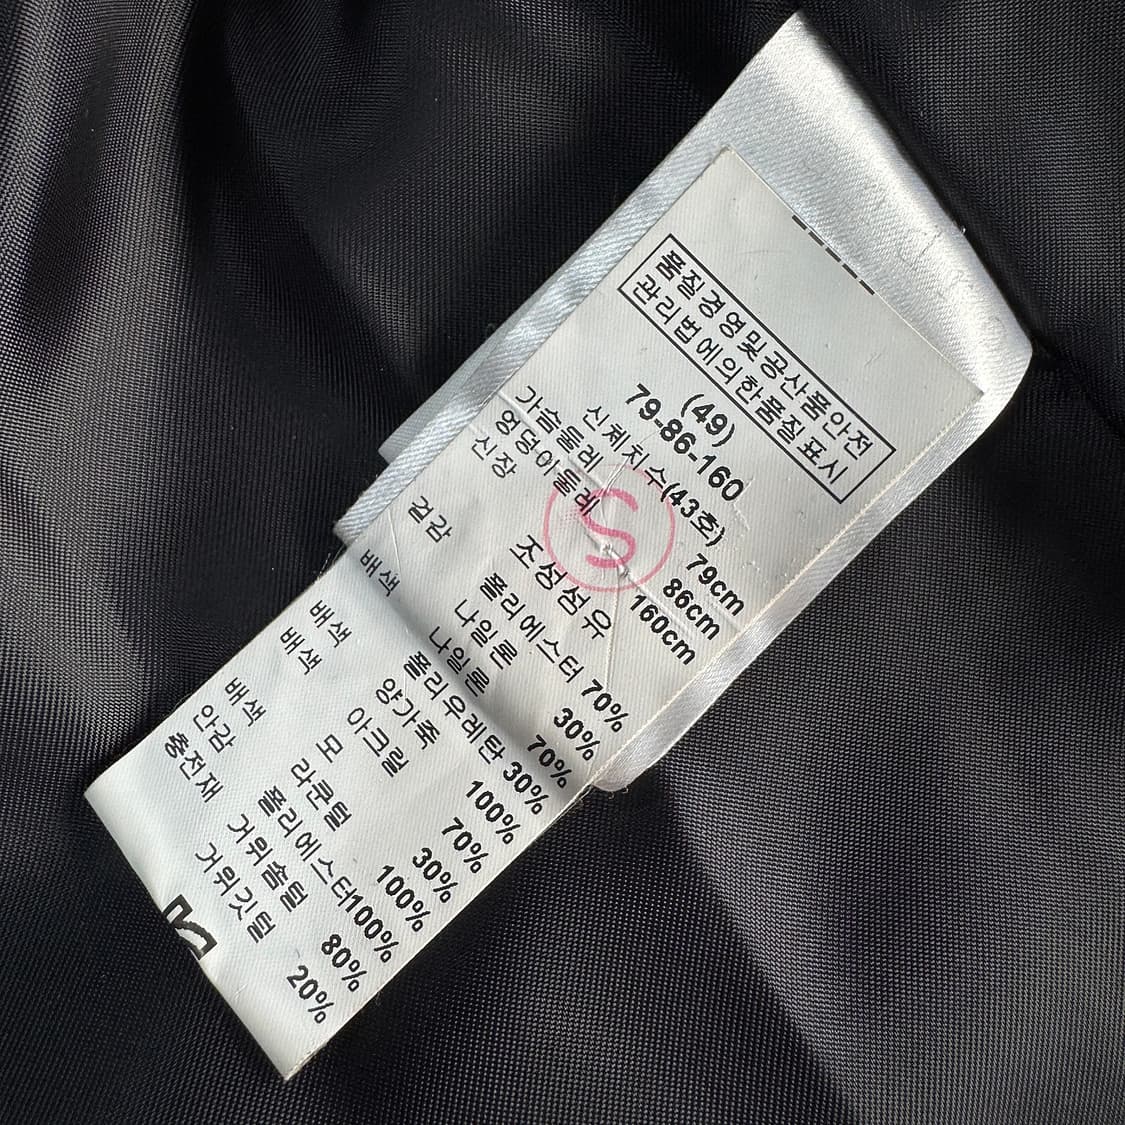 품질경영및공산품안전
관리법에의한품질표시
(49)
79-86-160
신체치수(43호)
가슴둘레 79cm
엉덩이둘레 86cm
신장 160cm
조성섬유
겉감 폴리에스터 70%
나일론 30%
배색 나일론 70%
폴리우레탄 30%
배색 양가죽 100%
배색 아크릴 70%
모 30%
배색 라쿤털 100%
안감 폴리에스터100%
충전재 거위솜털 80%
거위깃털 20%
S